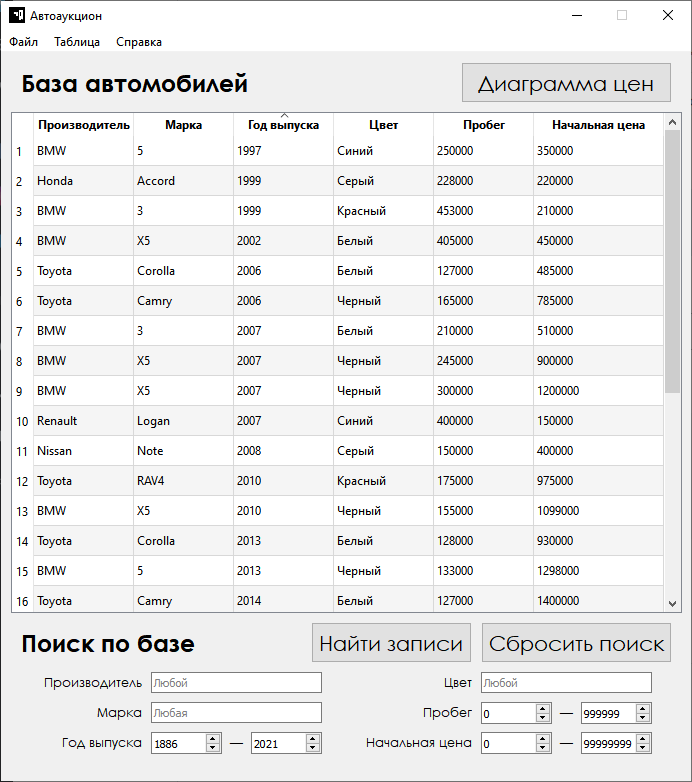 Автоаукцион
Файл Таблица Справка
База автомобилей Диаграмма цен
Производитель Марка Год выпуска Цвет Пробег Начальная цена
1 BMW 5 1997 Синий 250000 350000
2 Honda Accord 1999 Серый 228000 220000
3 BMW 3 1999 Красный 453000 210000
4 BMW X5 2002 Белый 405000 450000
5 Toyota Corolla 2006 Белый 127000 485000
6 Toyota Camry 2006 Черный 165000 785000
7 BMW 3 2007 Белый 210000 510000
8 BMW X5 2007 Черный 245000 900000
9 BMW X5 2007 Черный 300000 1200000
10 Renault Logan 2007 Синий 400000 150000
11 Nissan Note 2008 Серый 150000 400000
12 Toyota RAV4 2010 Красный 175000 975000
13 BMW X5 2010 Черный 155000 1099000
14 Toyota Corolla 2013 Белый 128000 930000
15 BMW 5 2013 Черный 133000 1298000
16 Toyota Camry 2014 Белый 127000 1400000
Поиск по базе Найти записи Сбросить поиск
Производитель Любой Цвет Любой
Марка Любая Пробег 0 — 999999
Год выпуска 1886 — 2021 Начальная цена 0 — 99999999